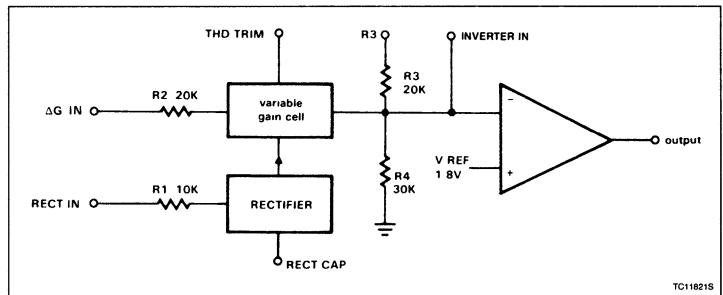 THD TRIM
R3
INVERTER IN
R3
20K
ΔG IN
R2 20K
variable
gain cell
−
output
V REF
1 8V
+
R4
30K
RECT IN
R1 10K
RECTIFIER
RECT CAP
TC11821S